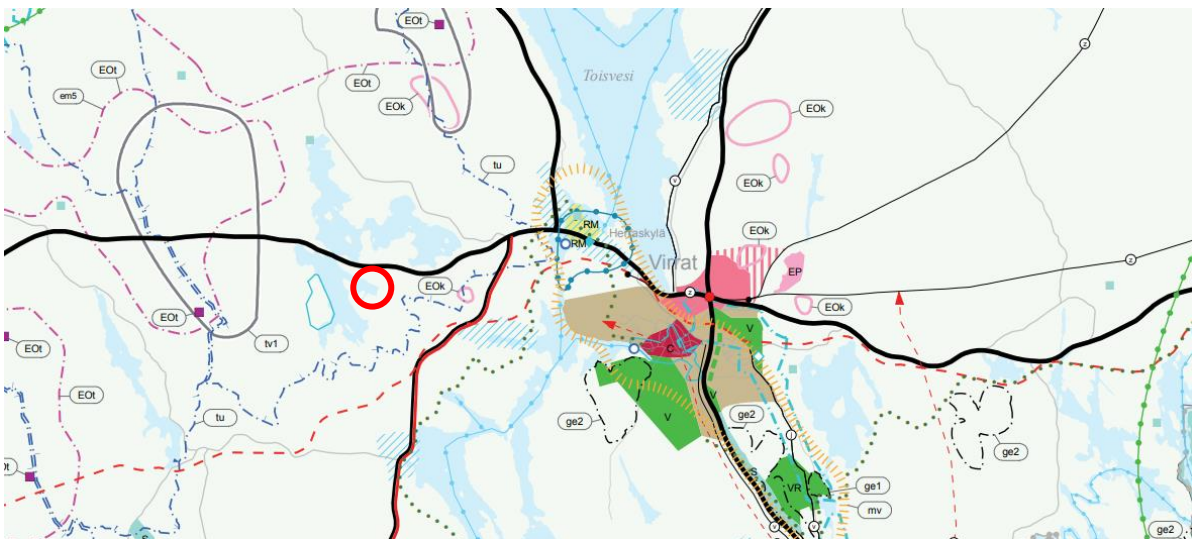 EOt
EOt
EOt
em5
EOk
Toisvesi
z
EOk
tu
EOk
v
RM
Herraskylä
RM
EOk
Virrat
EP
z
EOk
z
EOk
EOt
V
EOt
tv1
C
EOt
V
V
ge2
ge2
tu
ge2
VR
ge1
mv
S
v
v
ge2